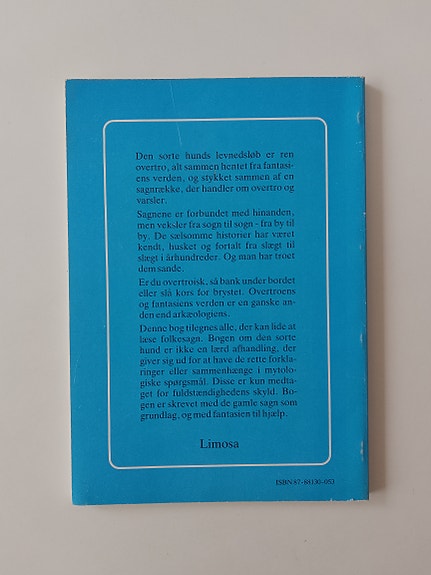 Den sorte hunds levnedsløb er ren
overtro, alt sammen hentet fra fantasi-
ens verden, og stykket sammen af en
sagnrække, der handler om overtro og
varsler.
Sagnene er forbundet med hinanden,
men veksler fra sogn til sogn - fra by til
by. De sælsomme historier har været
kendt, husket og fortalt fra slægt til
slægt i århundreder. Og man har troet
dem sande.
Er du overtroisk, så bank under bordet
eller slå kors for brystet. Overtroens
og fantasiens verden er en ganske an-
den end arkæologiens.
Denne bog tilegnes alle, der kan lide at
læse folkesagn. Bogen om den sorte
hund er ikke en lærd afhandling, der
giver sig ud for at have de rette forkla-
ringer eller sammenhænge i mytolo-
giske spørgsmål. Disse er kun medta-
get for fuldstændighedens skyld. Bo-
gen er skrevet med de gamle sagn som
grundlag, og med fantasien til hjælp.
Limosa
ISBN 87-88130-053